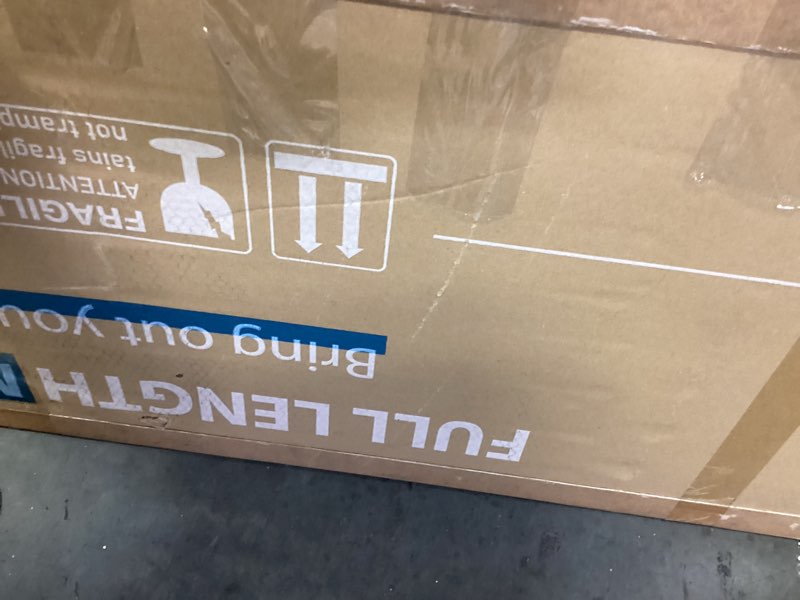 FULL LENGTH
Bring out you
FRAGIL
ATTENTION
tains fragil
not tramp